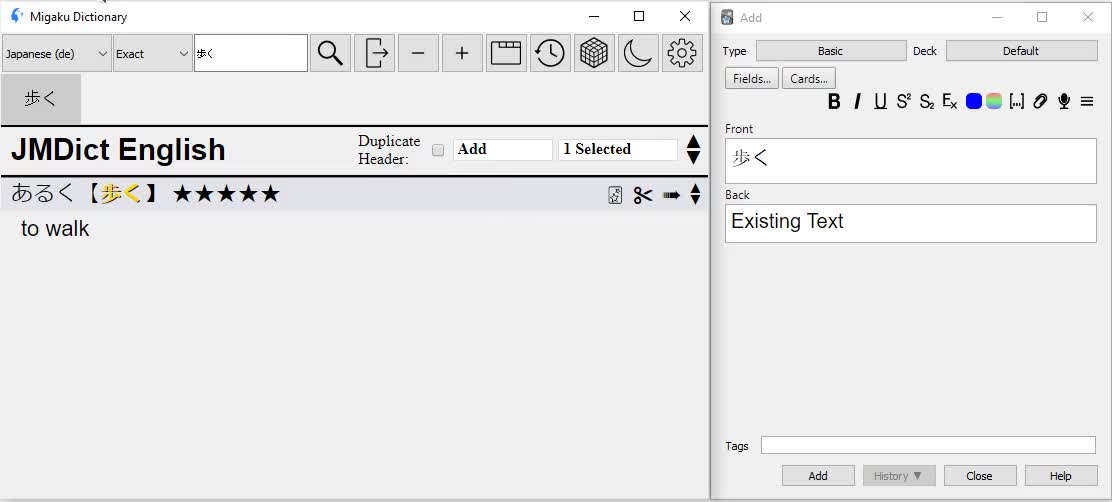 Migaku Dictionary
Japanese (de) Exact 歩く
歩く
JMDict English
Duplicate Header:
Add
1 Selected
あるく【歩く】★★★★★
to walk
Add
Type Basic Deck Default
Fields... Cards...
B I U S² S₂ Eₓ [...]
Front
歩く
Back
Existing Text
Tags
Add History ▼ Close Help